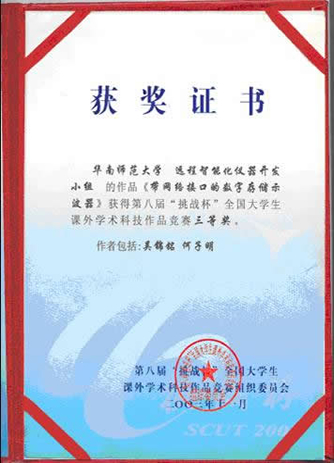 获奖证书
华南师范大学 远程智能化仪器开发
小组 的作品《带网络接口的数字存储示
波器》获得第八届“挑战杯”全国大学生
课外学术科技作品竞赛三等奖。
作者包括:吴锦铭 何子明
第八届“挑战杯”全国大学生
课外学术科技作品竞赛组织委员会
二〇〇三年十一月
SCUT 200